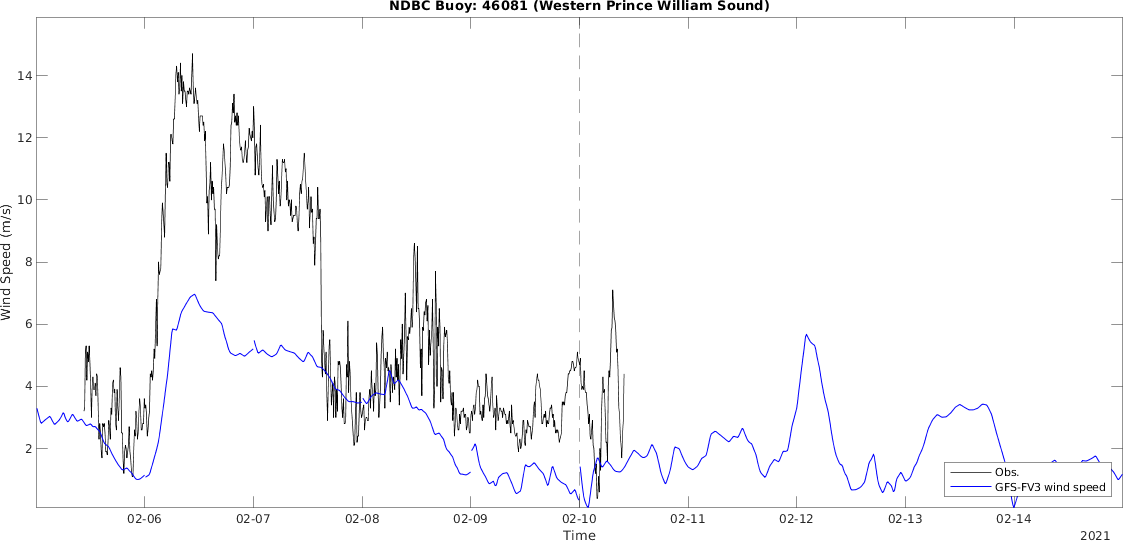 NDBC Buoy: 46081 (Western Prince William Sound)
Wind Speed (m/s)
14
12
10
8
6
4
2
Obs.
GFS-FV3 wind speed
02-06 02-07 02-08 02-09 02-10 02-11 02-12 02-13 02-14
Time
2021